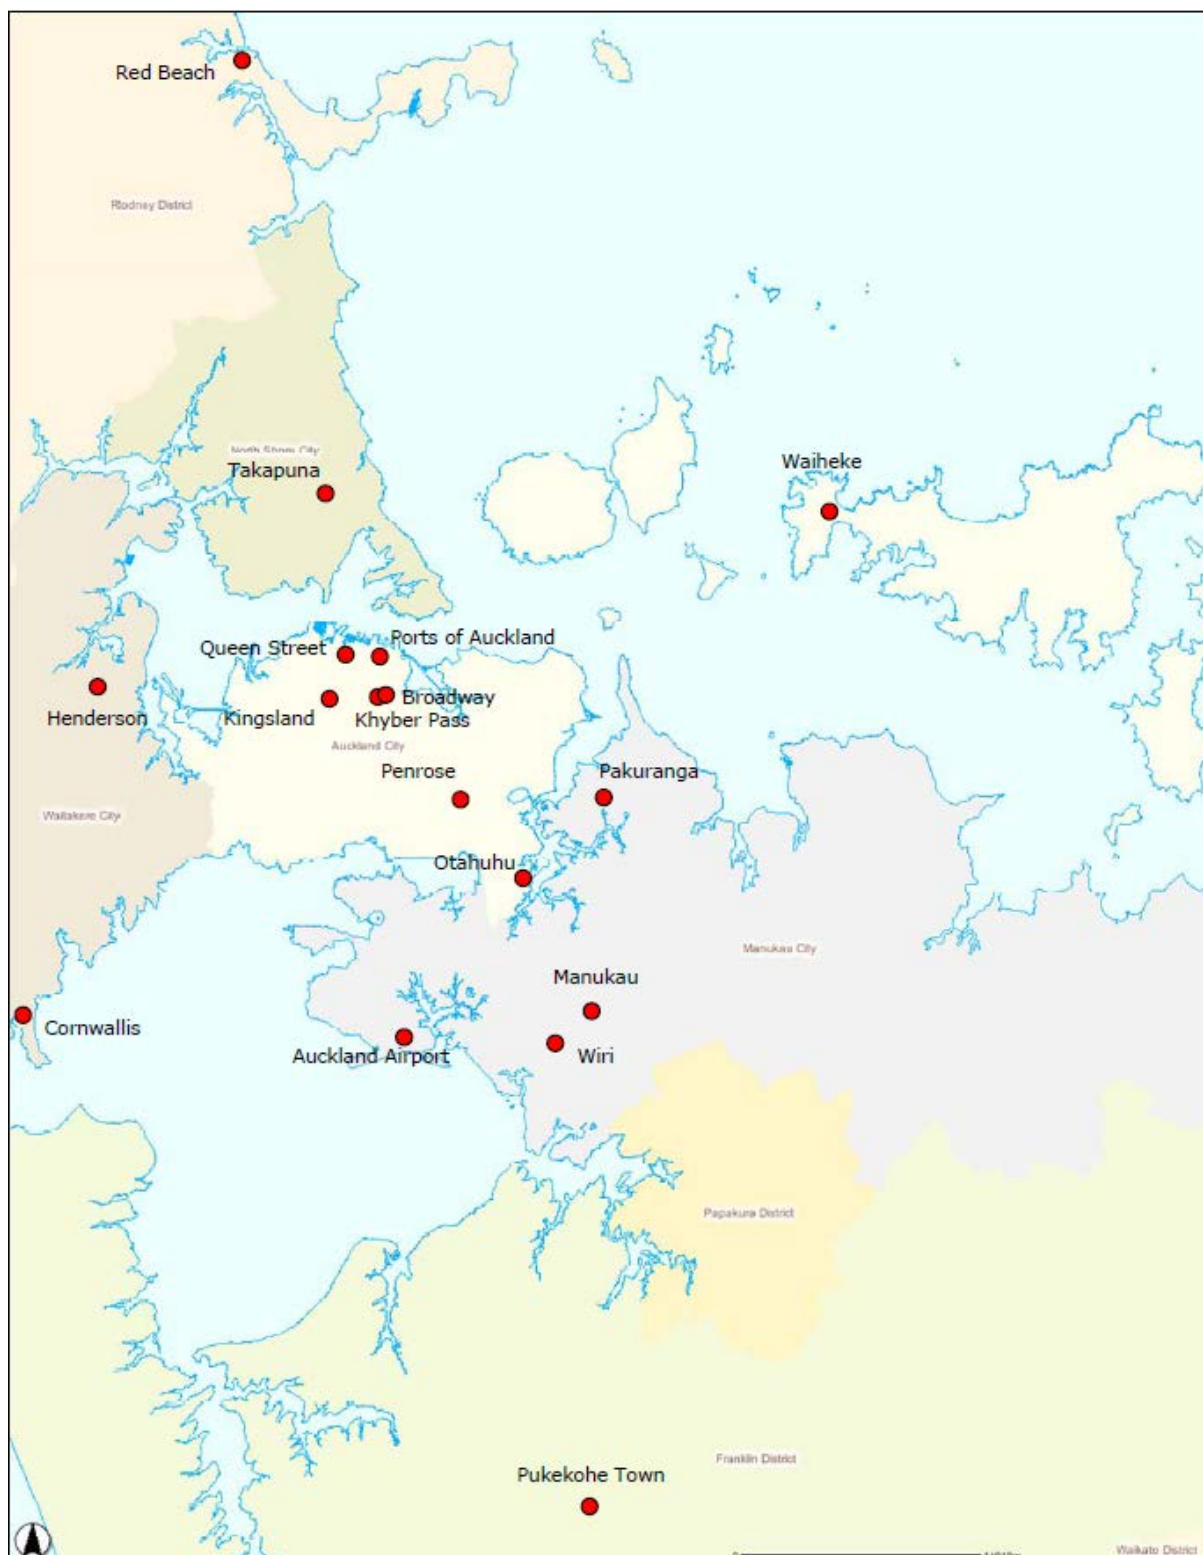 Red Beach
Rodney District
North Shore City
Takapuna
Waiheke
Queen Street
Ports of Auckland
Henderson
Kingsland
Broadway
Khyber Pass
Auckland City
Penrose
Pakuranga
Waitakere City
Otahuhu
Manukau City
Manukau
Cornwallis
Auckland Airport
Wiri
Papakura District
Franklin District
Pukekohe Town
Waikato District